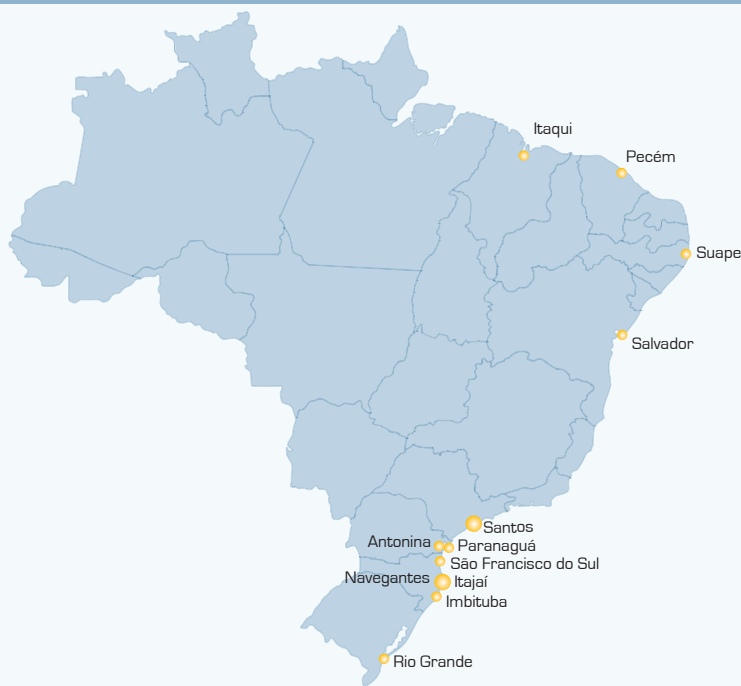 Itaqui
Pecém
Suape
Salvador
Santos
Antonina
Paranaguá
São Francisco do Sul
Navegantes
Itajaí
Imbituba
Rio Grande